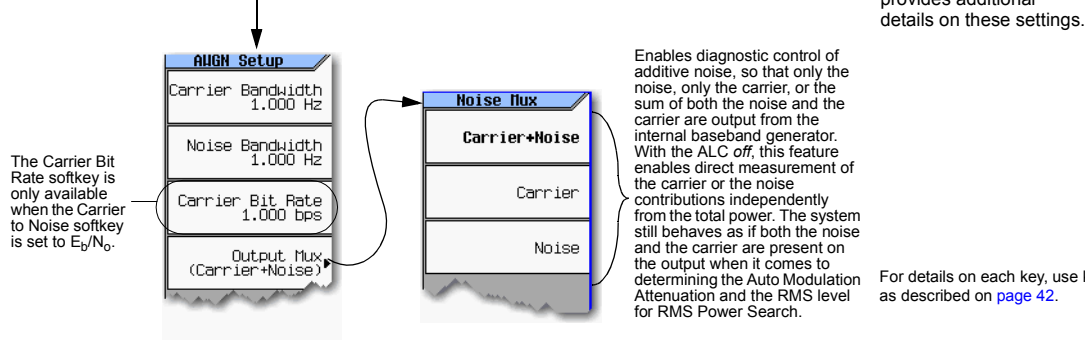 provides additional
details on these settings.
AWGN Setup
Carrier Bandwidth
1.000 Hz
Noise Bandwidth
1.000 Hz
Carrier Bit Rate
1.000 bps
Output Mux
(Carrier+Noise)
The Carrier Bit
Rate softkey is
only available
when the Carrier
to Noise softkey
is set to Eb/No.
Noise Mux
Carrier+Noise
Carrier
Noise
Enables diagnostic control of
additive noise, so that only the
noise, only the carrier, or the
sum of both the noise and the
carrier are output from the
internal baseband generator.
With the ALC off, this feature
enables direct measurement of
the carrier or the noise
contributions independently
from the total power. The system
still behaves as if both the noise
and the carrier are present on
the output when it comes to
determining the Auto Modulation
Attenuation and the RMS level
for RMS Power Search.
For details on each key, use
as described on page 42.